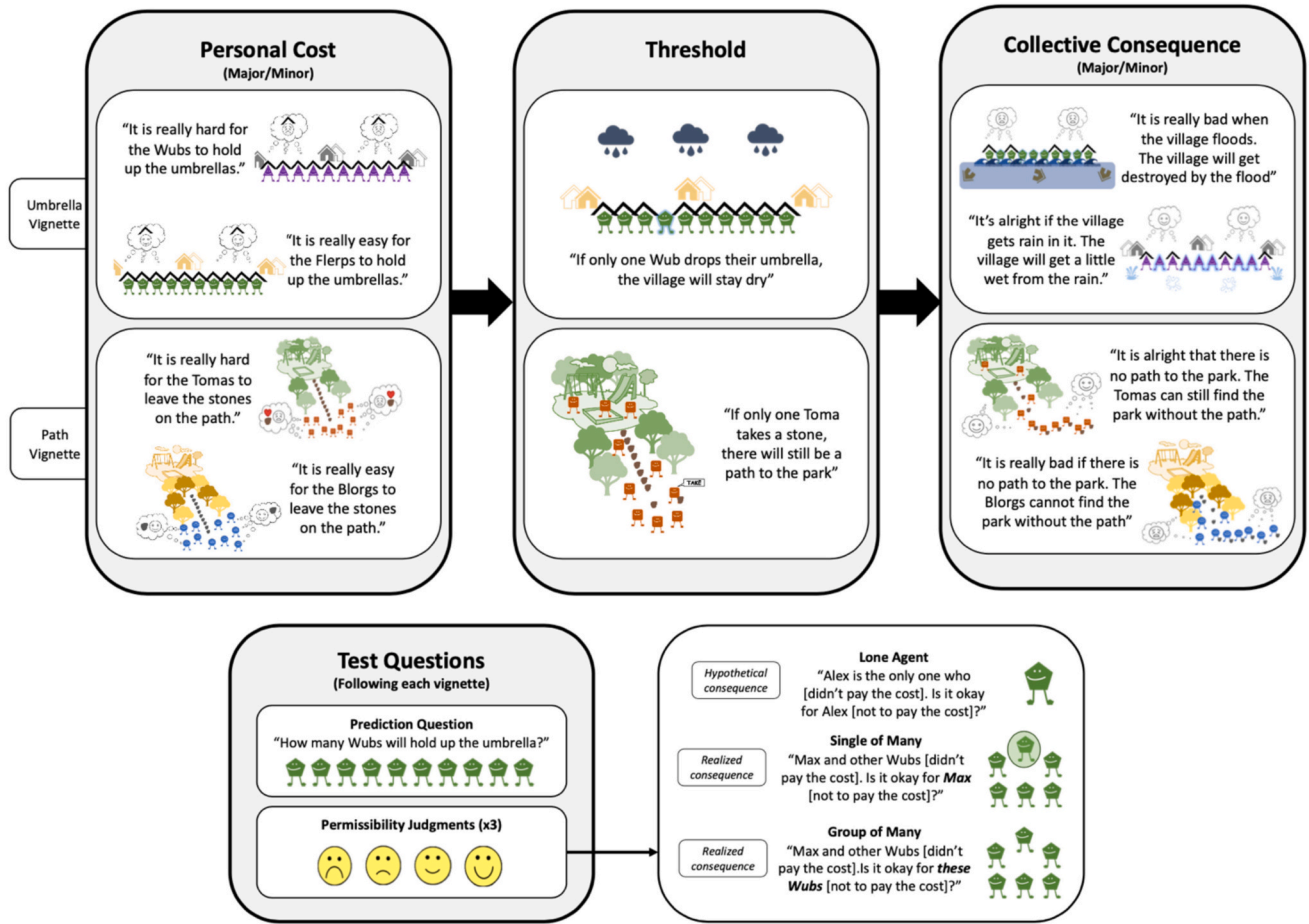 Personal Cost
(Major/Minor)
Threshold
Collective Consequence
(Major/Minor)
Umbrella
Vignette
“It is really hard for
the Wubs to hold
up the umbrellas.”
“It is really easy for
the Flerps to hold
up the umbrellas.”
“If only one Wub drops their umbrella,
the village will stay dry”
“It is really bad when
the village floods.
The village will get
destroyed by the flood”
“It’s alright if the village
gets rain in it. The
village will get a little
wet from the rain.”
Path
Vignette
“It is really hard
for the Tomas to
leave the stones
on the path.”
“It is really easy
for the Blorgs to
leave the stones
on the path.”
“If only one Toma
takes a stone,
there will still be a
path to the park”
TAKE
“It is alright that there is
no path to the park. The
Tomas can still find the
park without the path.”
“It is really bad if there is
no path to the park. The
Blorgs cannot find the
park without the path”
Test Questions
(Following each vignette)
Prediction Question
“How many Wubs will hold up the umbrella?”
Permissibility Judgments (x3)
Hypothetical
consequence
Lone Agent
“Alex is the only one who
[didn’t pay the cost]. Is it okay
for Alex [not to pay the cost]?”
Realized
consequence
Single of Many
“Max and other Wubs [didn’t
pay the cost]. Is it okay for Max
[not to pay the cost]?”
Realized
consequence
Group of Many
“Max and other Wubs [didn’t
pay the cost].Is it okay for these
Wubs [not to pay the cost]?”